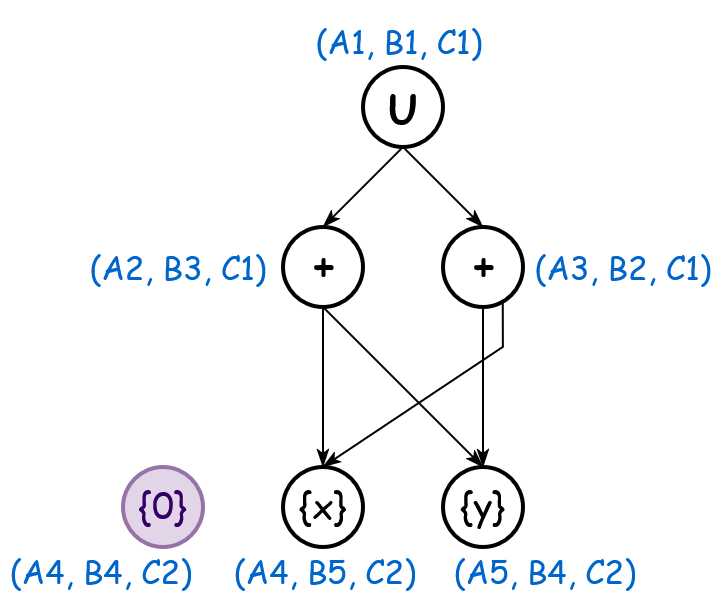 (A1, B1, C1)
∪
(A2, B3, C1) + + (A3, B2, C1)
{0} {x} {y}
(A4, B4, C2) (A4, B5, C2) (A5, B4, C2)